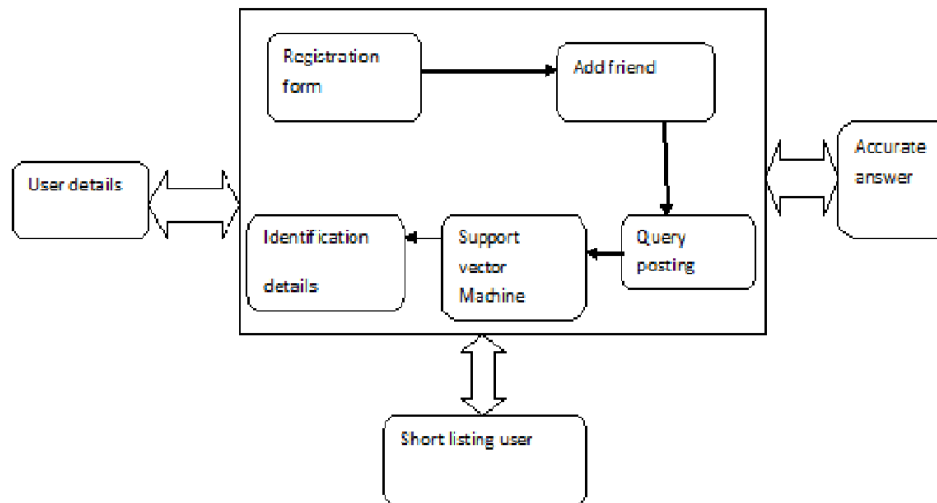 Registration
form
Add friend
User details
Accurate
answer
Identification
details
Support
vector
Machine
Query
posting
Short listing user